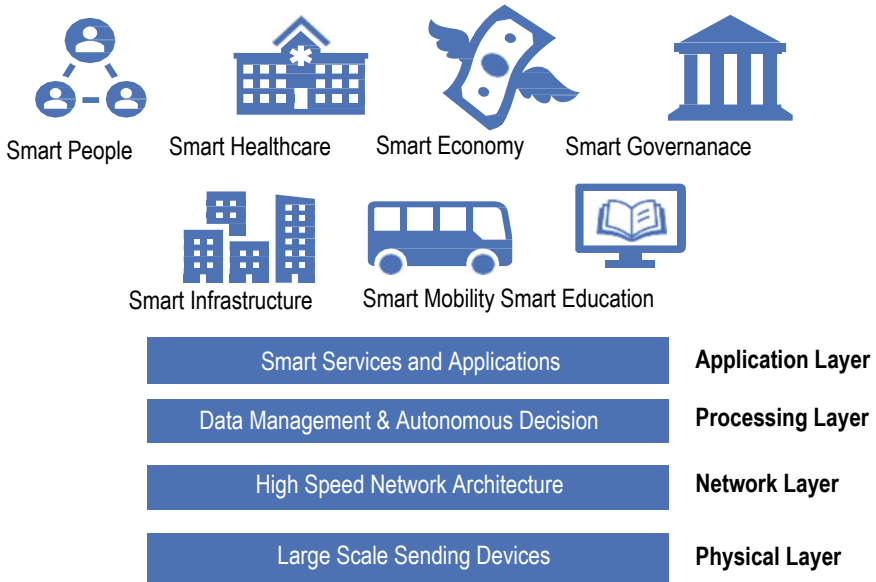 Smart People Smart Healthcare Smart Economy Smart Governanace
Smart Infrastructure Smart Mobility Smart Education
Smart Services and Applications Application Layer
Data Management & Autonomous Decision Processing Layer
High Speed Network Architecture Network Layer
Large Scale Sending Devices Physical Layer